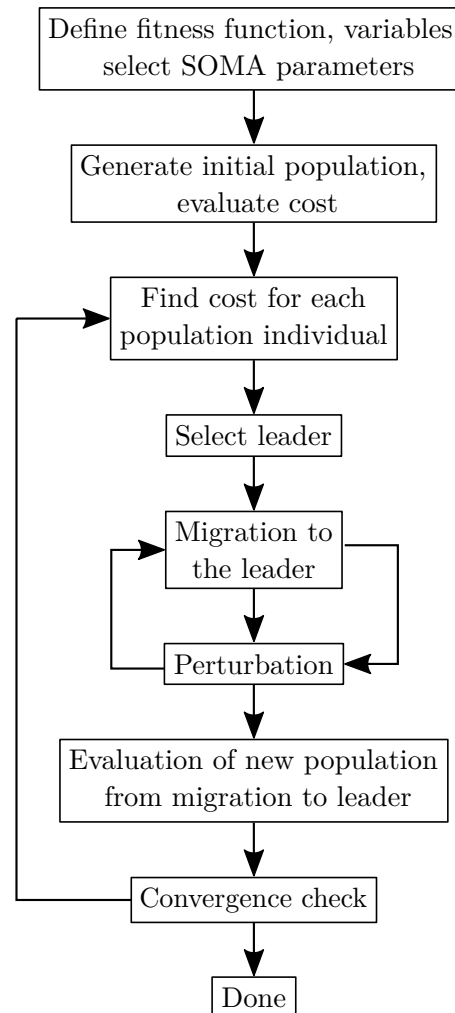 Define fitness function, variables
select SOMA parameters
Generate initial population,
evaluate cost
Find cost for each
population individual
Select leader
Migration to
the leader
Perturbation
Evaluation of new population
from migration to leader
Convergence check
Done